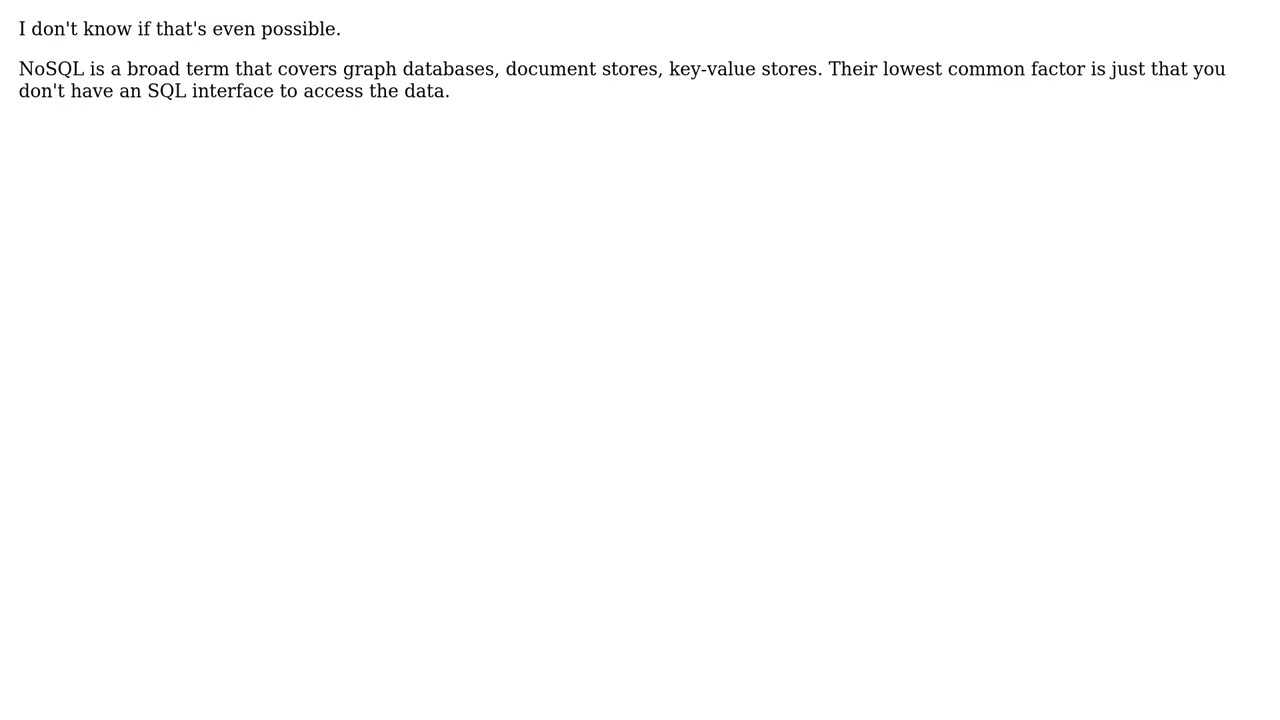 I don't know if that's even possible.
NoSQL is a broad term that covers graph databases, document stores, key-value stores. Their lowest common factor is just that you
don't have an SQL interface to access the data.